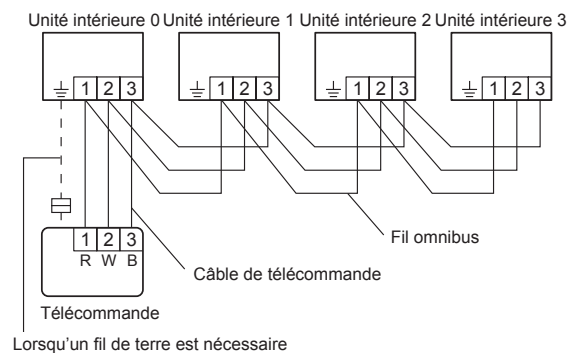 Unité intérieure 0 Unité intérieure 1 Unité intérieure 2 Unité intérieure 3
1 2 3 1 2 3 1 2 3 1 2 3
1 2 3
R W B
Fil omnibus
Câble de télécommande
Télécommande
Lorsqu'un fil de terre est nécessaire